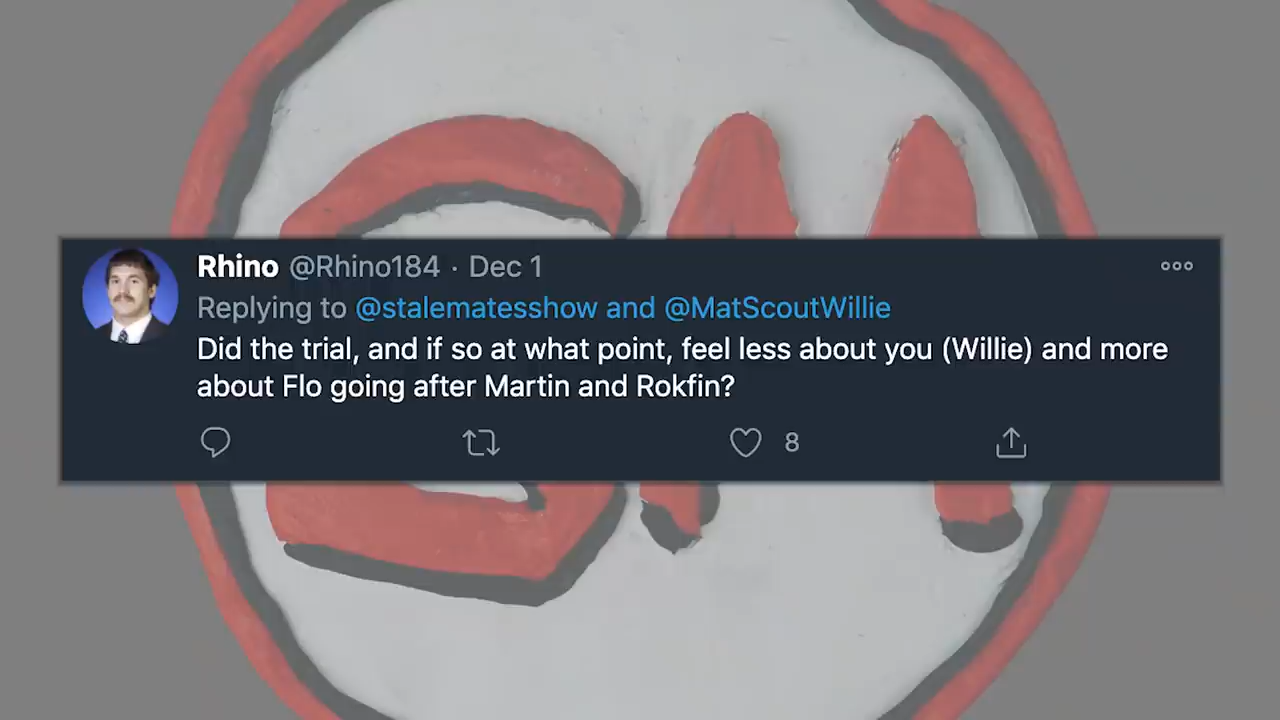 Rhino @Rhino184 · Dec 1
Replying to @stalematesshow and @MatScoutWillie
Did the trial, and if so at what point, feel less about you (Willie) and more
about Flo going after Martin and Rokfin?
8